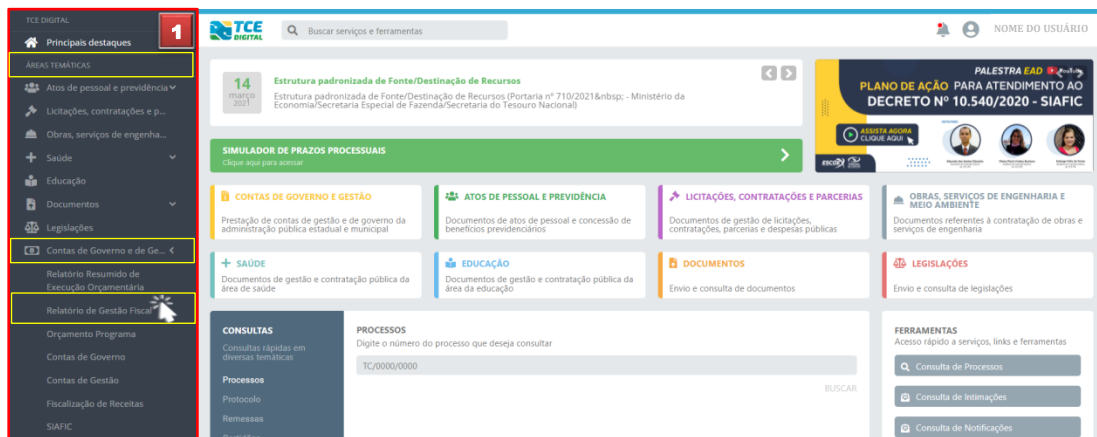 TCE DIGITAL
1
Principais destaques
ÁREAS TEMÁTICAS
Atos de pessoal e previdência
Licitações, contratações e p...
Obras, serviços de engenha...
Saúde
Educação
Documentos
Legislações
Contas de Governo e de Ge...
Relatório Resumido de
Execução Orçamentária
Relatório de Gestão Fiscal
Orçamento Programa
Contas de Governo
Contas de Gestão
Fiscalização de Receitas
SIAFIC
TCE
DIGITAL
Buscar serviços e ferramentas
NOME DO USUÁRIO
14
março
2021
Estrutura padronizada de Fonte/Destinação de Recursos
Estrutura padronizada de Fonte/Destinação de Recursos (Portaria nº 710/2021&nbsp; - Ministério da
Economia/Secretaria Especial de Fazenda/Secretaria do Tesouro Nacional)
SIMULADOR DE PRAZOS PROCESSUAIS
Clique aqui para acessar
PALESTRA EAD
YouTube
PLANO DE AÇÃO PARA ATENDIMENTO AO
DECRETO Nº 10.540/2020 - SIAFIC
ASSISTA AGORA
CLIQUE AQUI
CONTAS DE GOVERNO E GESTÃO
Prestação de contas de gestão e de governo da
administração pública estadual e municipal
ATOS DE PESSOAL E PREVIDÊNCIA
Documentos de atos de pessoal e concessão de
benefícios previdenciários
LICITAÇÕES, CONTRATAÇÕES E PARCERIAS
Documentos de gestão de licitações,
contratações, parcerias e despesas públicas
OBRAS, SERVIÇOS DE ENGENHARIA E
MEIO AMBIENTE
Documentos referentes à contratação de obras e
serviços de engenharia
SAÚDE
Documentos de gestão e contratação pública da
área de saúde
EDUCAÇÃO
Documentos de gestão e contratação pública da
área da educação
DOCUMENTOS
Envio e consulta de documentos
LEGISLAÇÕES
Envio e consulta de legislações
CONSULTAS
Consultas rápidas em
diversas temáticas
Processos
Protocolo
Remessas
PROCESSOS
Digite o número do processo que deseja consultar
TC/0000/0000
BUSCAR
FERRAMENTAS
Acesso rápido a serviços, links e ferramentas
Consulta de Processos
Consulta de Intimações
Consulta de Notificações